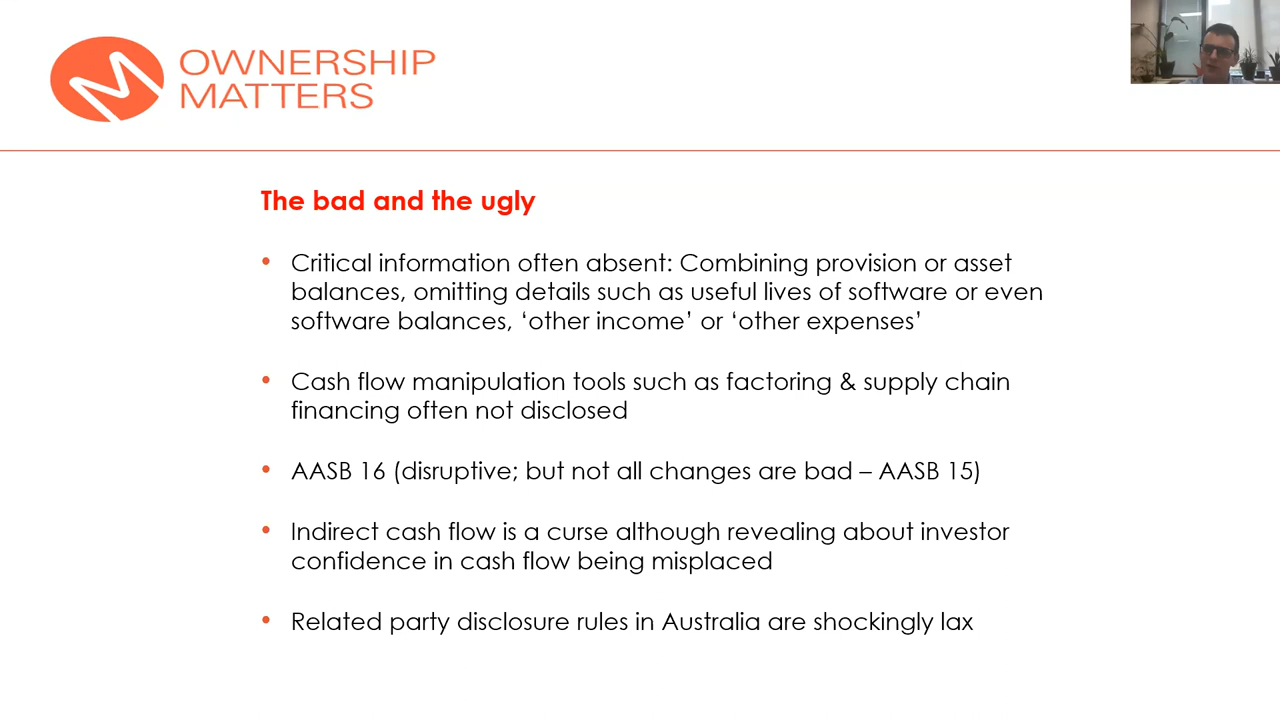 OWNERSHIP
MATTERS
The bad and the ugly
• Critical information often absent: Combining provision or asset
balances, omitting details such as useful lives of software or even
software balances, ‘other income’ or ‘other expenses’
• Cash flow manipulation tools such as factoring & supply chain
financing often not disclosed
• AASB 16 (disruptive; but not all changes are bad – AASB 15)
• Indirect cash flow is a curse although revealing about investor
confidence in cash flow being misplaced
• Related party disclosure rules in Australia are shockingly lax